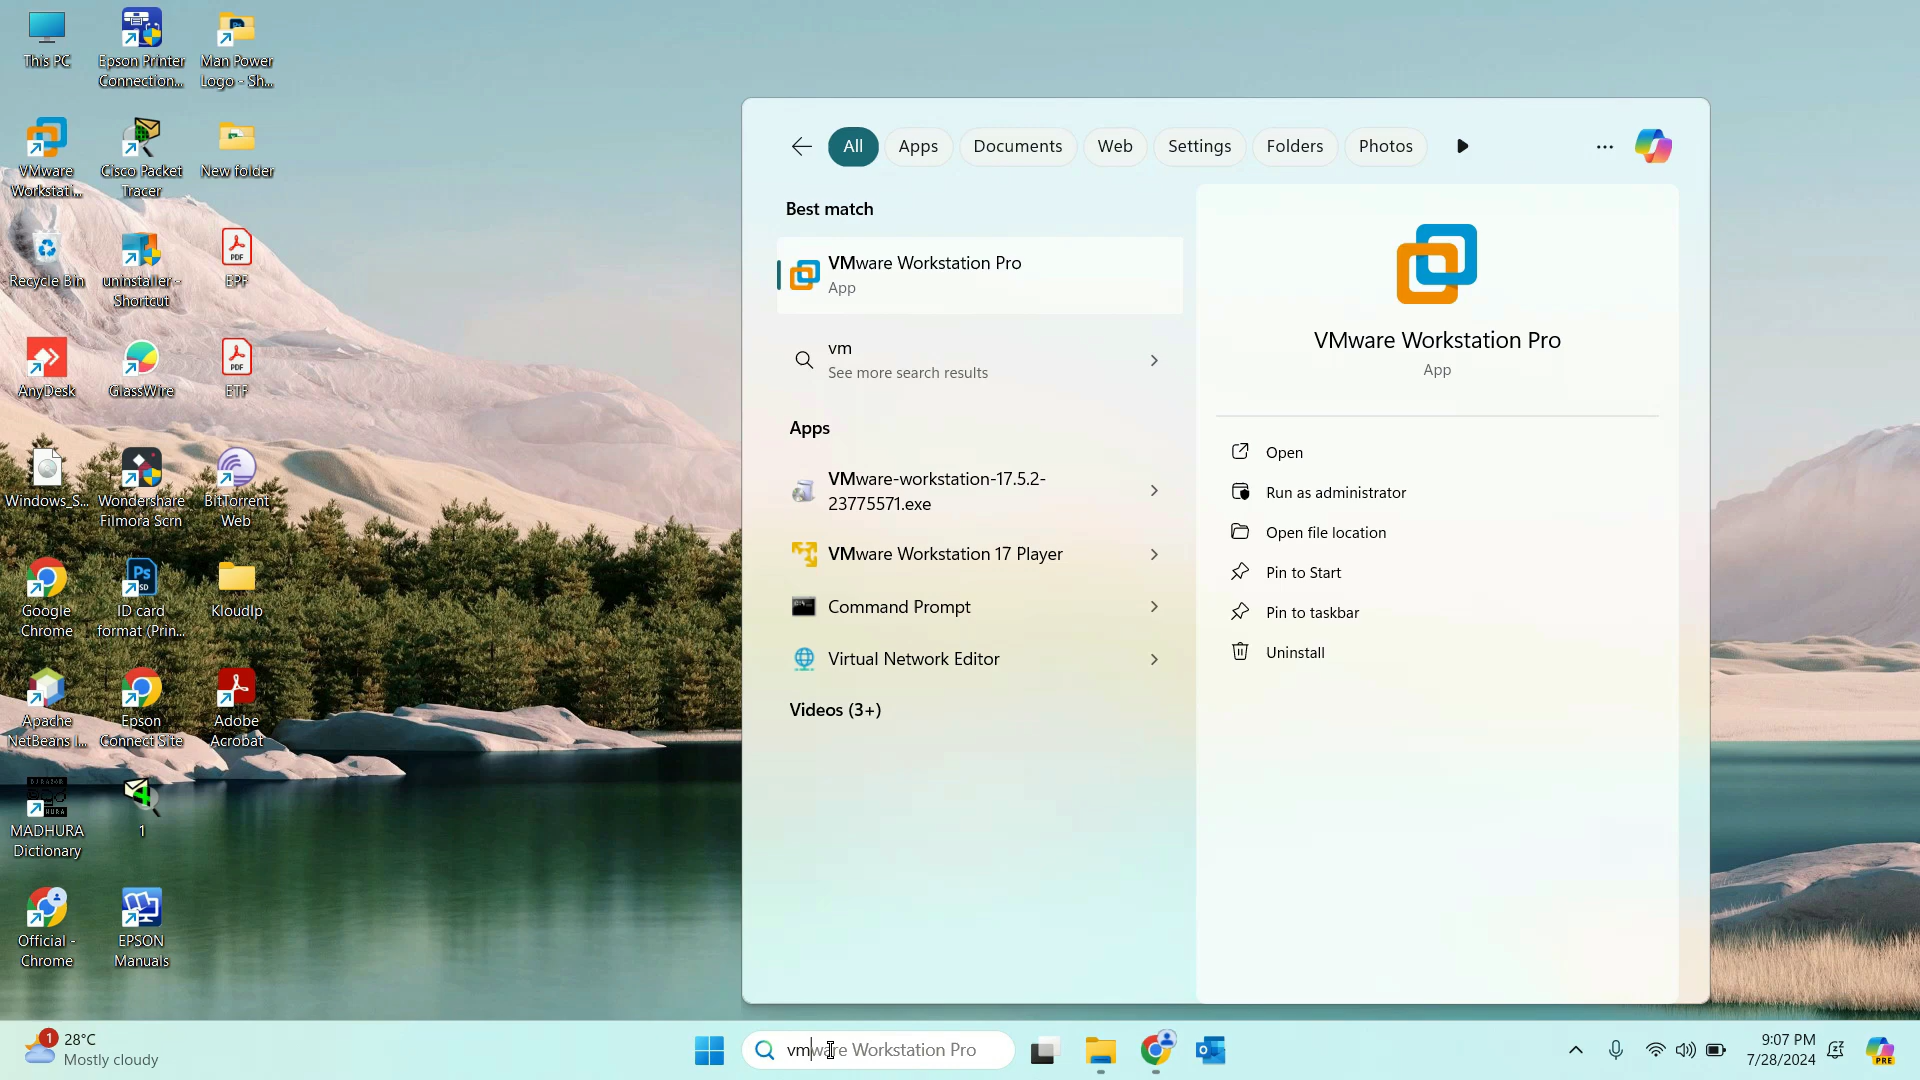 This PC
Epson Printer
Connection...
Man Power
Logo - Sh...
VMware
Workstati...
Cisco Packet
Tracer
New folder
Recycle Bin
uninstaller -
Shortcut
EPF
AnyDesk
GlassWire
ETF
Windows_S...
Wondershare
Filmora Scrn
BitTorrent
Web
Google
Chrome
ID card
format (Prin...
KloudIp
Apache
NetBeans I...
Epson
Connect Site
Adobe
Acrobat
MADHURA
Dictionary
1
Official -
Chrome
EPSON
Manuals
All
Apps
Documents
Web
Settings
Folders
Photos
Best match
VMware Workstation Pro
App
vm
See more search results
Apps
VMware-workstation-17.5.2-
23775571.exe
VMware Workstation 17 Player
Command Prompt
Virtual Network Editor
Videos (3+)
VMware Workstation Pro
App
Open
Run as administrator
Open file location
Pin to Start
Pin to taskbar
Uninstall
1
28°C
Mostly cloudy
vmware Workstation Pro
9:07 PM
7/28/2024
PRE